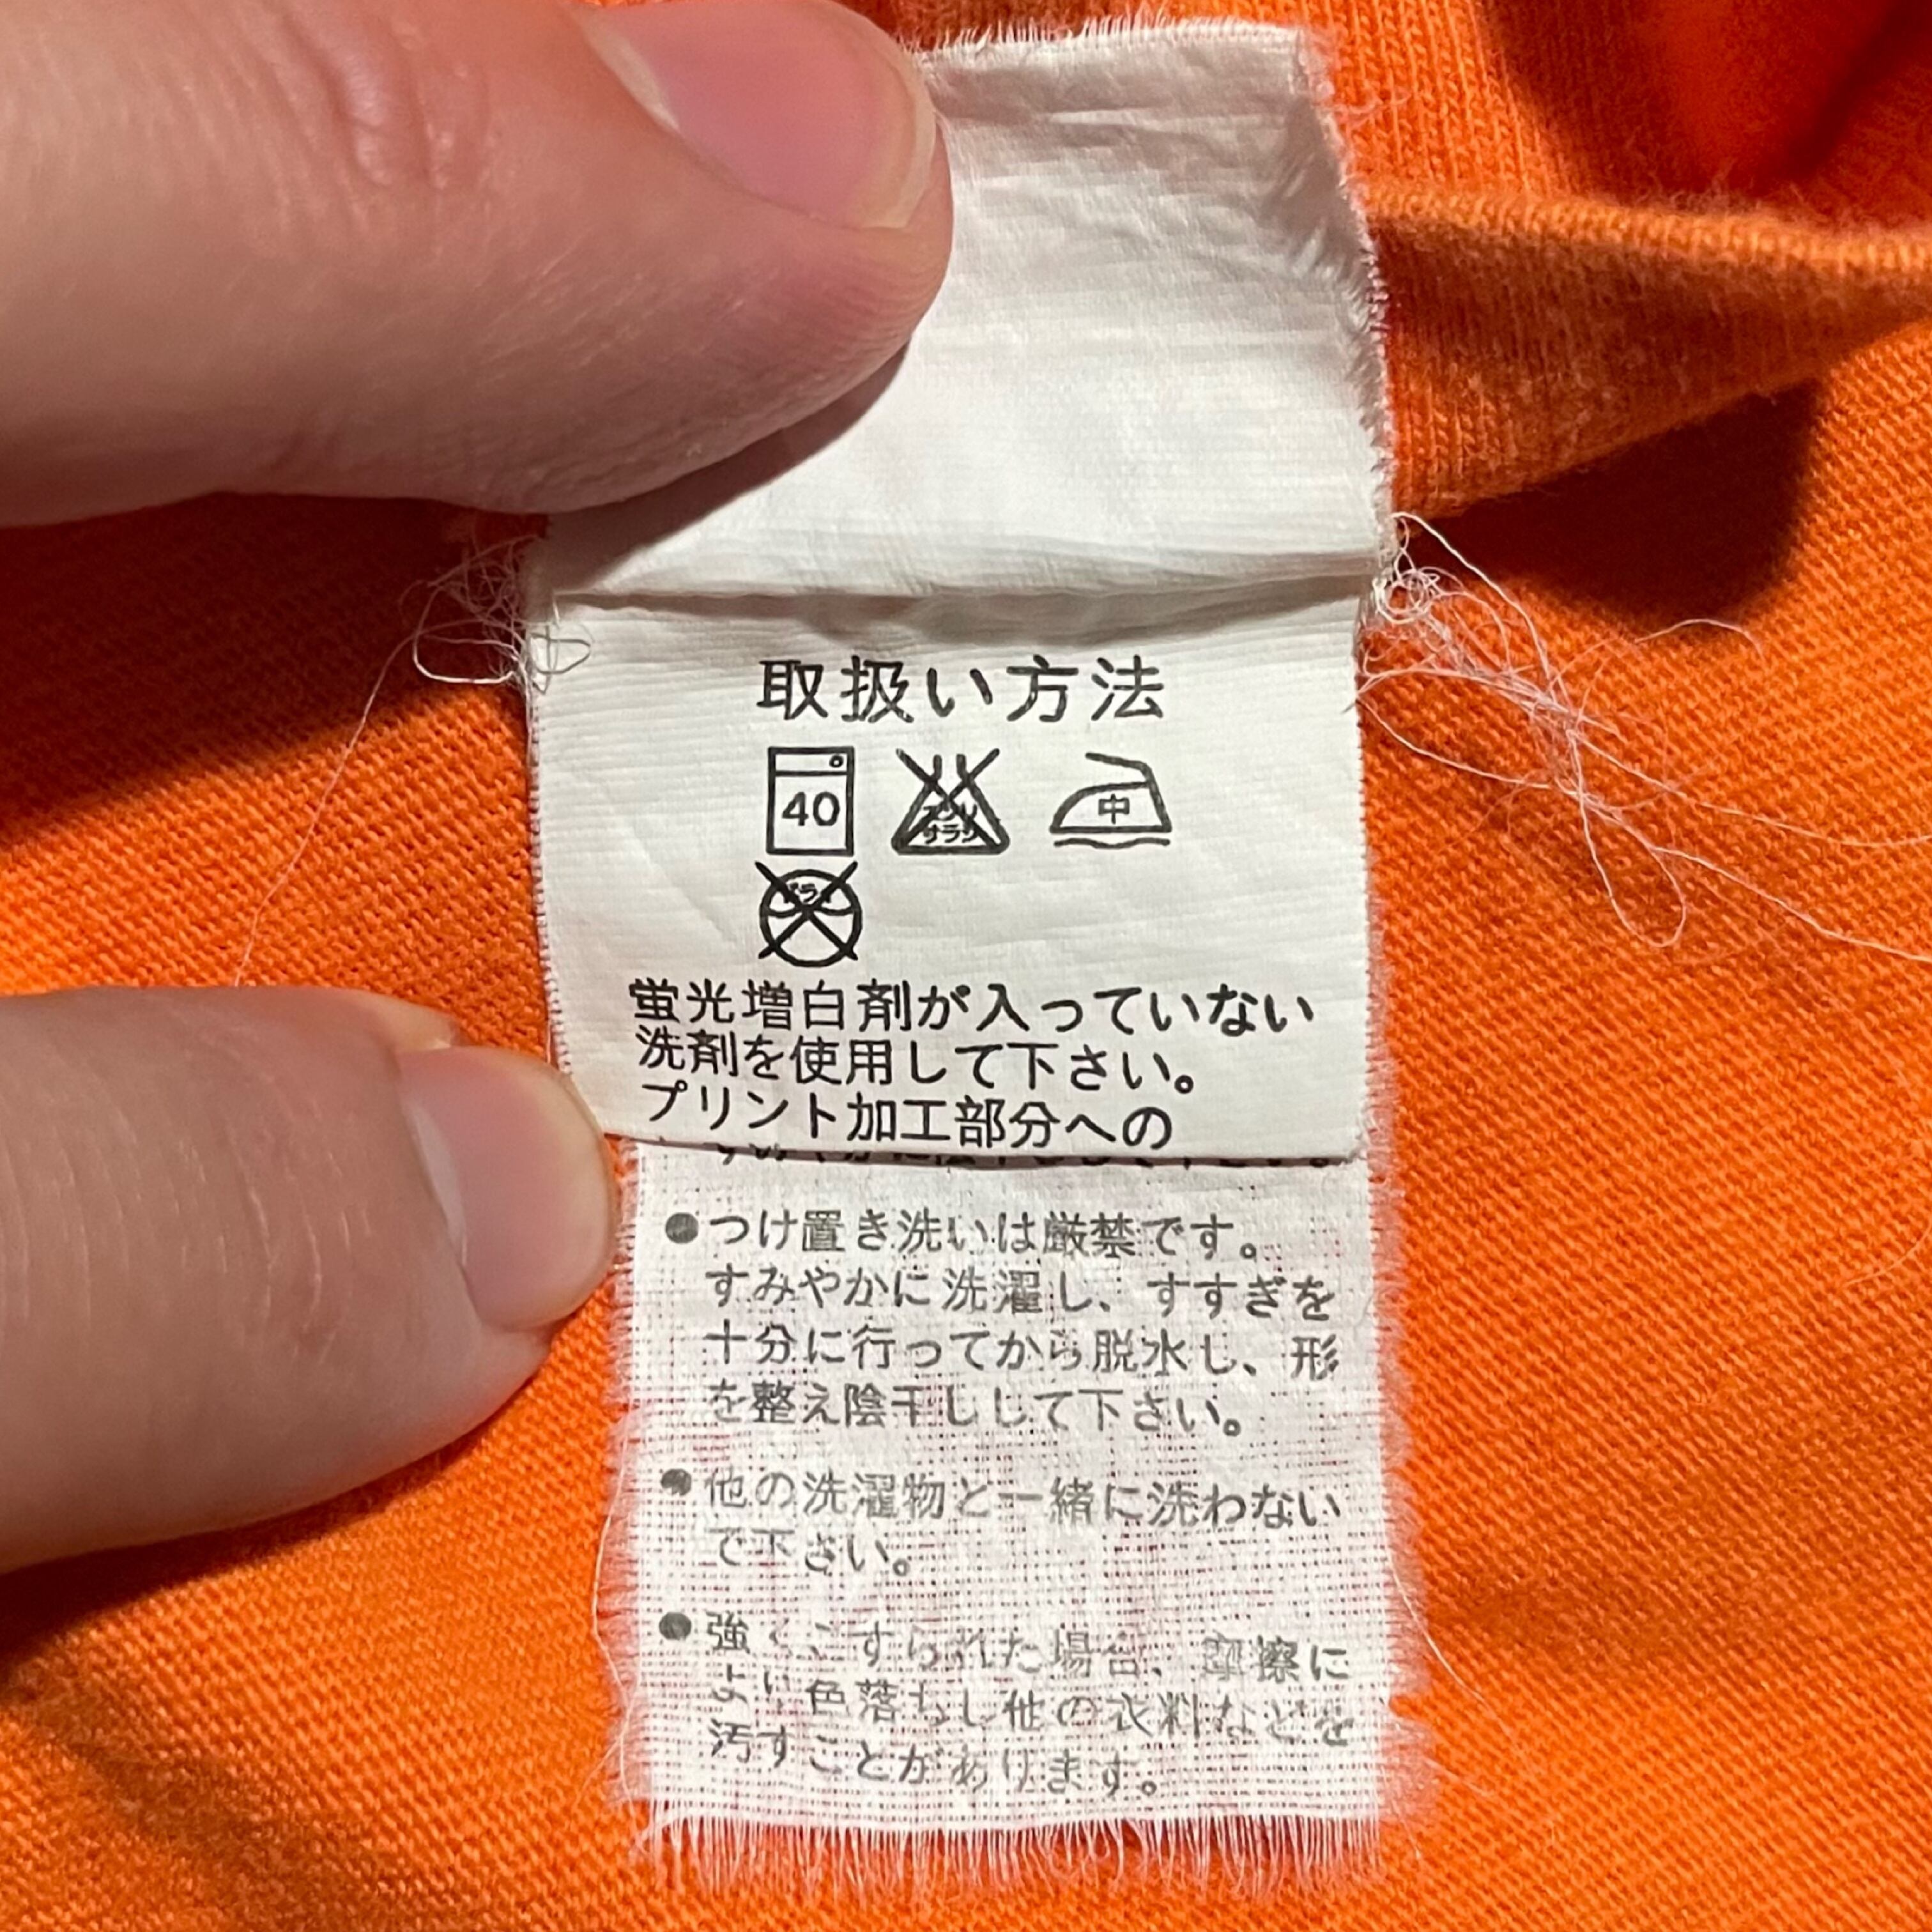 取扱い方法
40
中
蛍光増白剤が入っていない
洗剤を使用して下さい。
プリント加工部分への
●つけ置き洗いは厳禁です。
すみやかに洗濯し、すすぎを
十分に行ってから脱水し、形
を整え陰干しして下さい。
●他の洗濯物と一緒に洗わない
で下さい。
●強くこすられた場合、摩擦に
より色落ちし他の衣料などを
汚すことがあります。